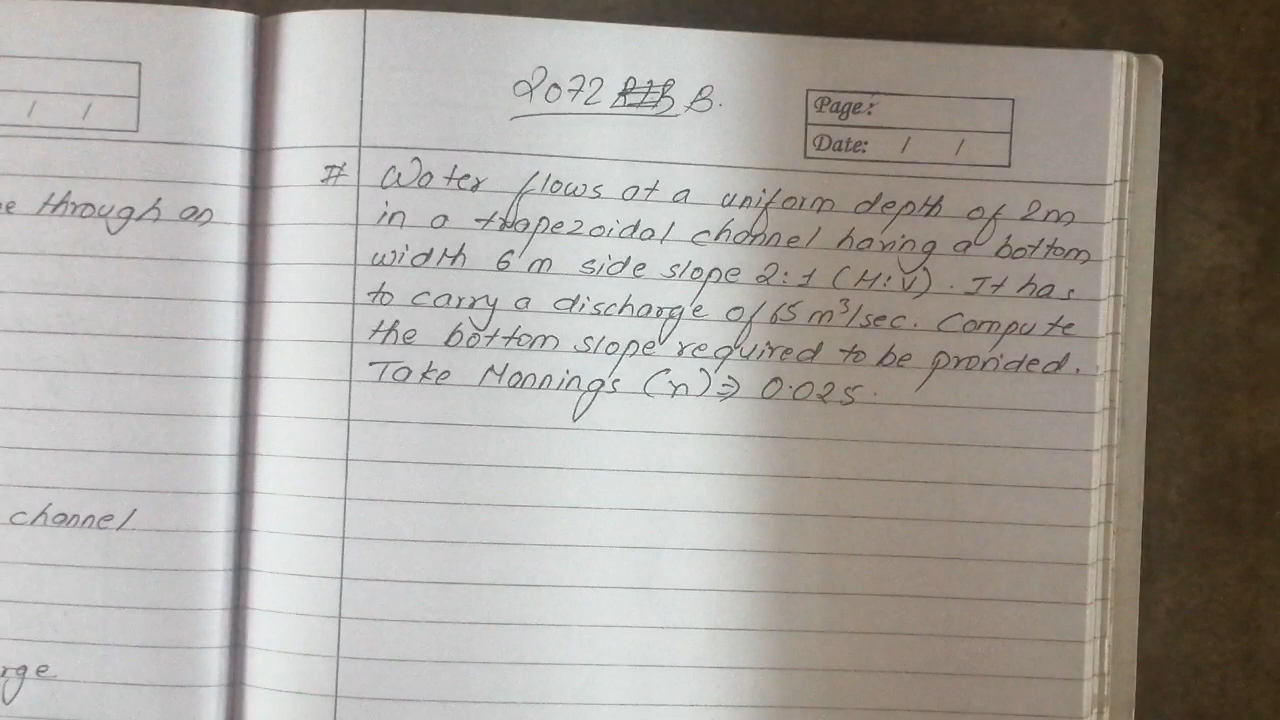 2072 B.
Page:
Date: / /
/ /
# Water flows at a uniform depth of 2m
in a trapezoidal channel having a bottom
width 6m side slope 2:1 (H:V). It has
to carry a discharge of 65 m³/sec. Compute
the bottom slope required to be provided.
Take Mannings (n) ⇒ 0.025.
through an
channel
rge